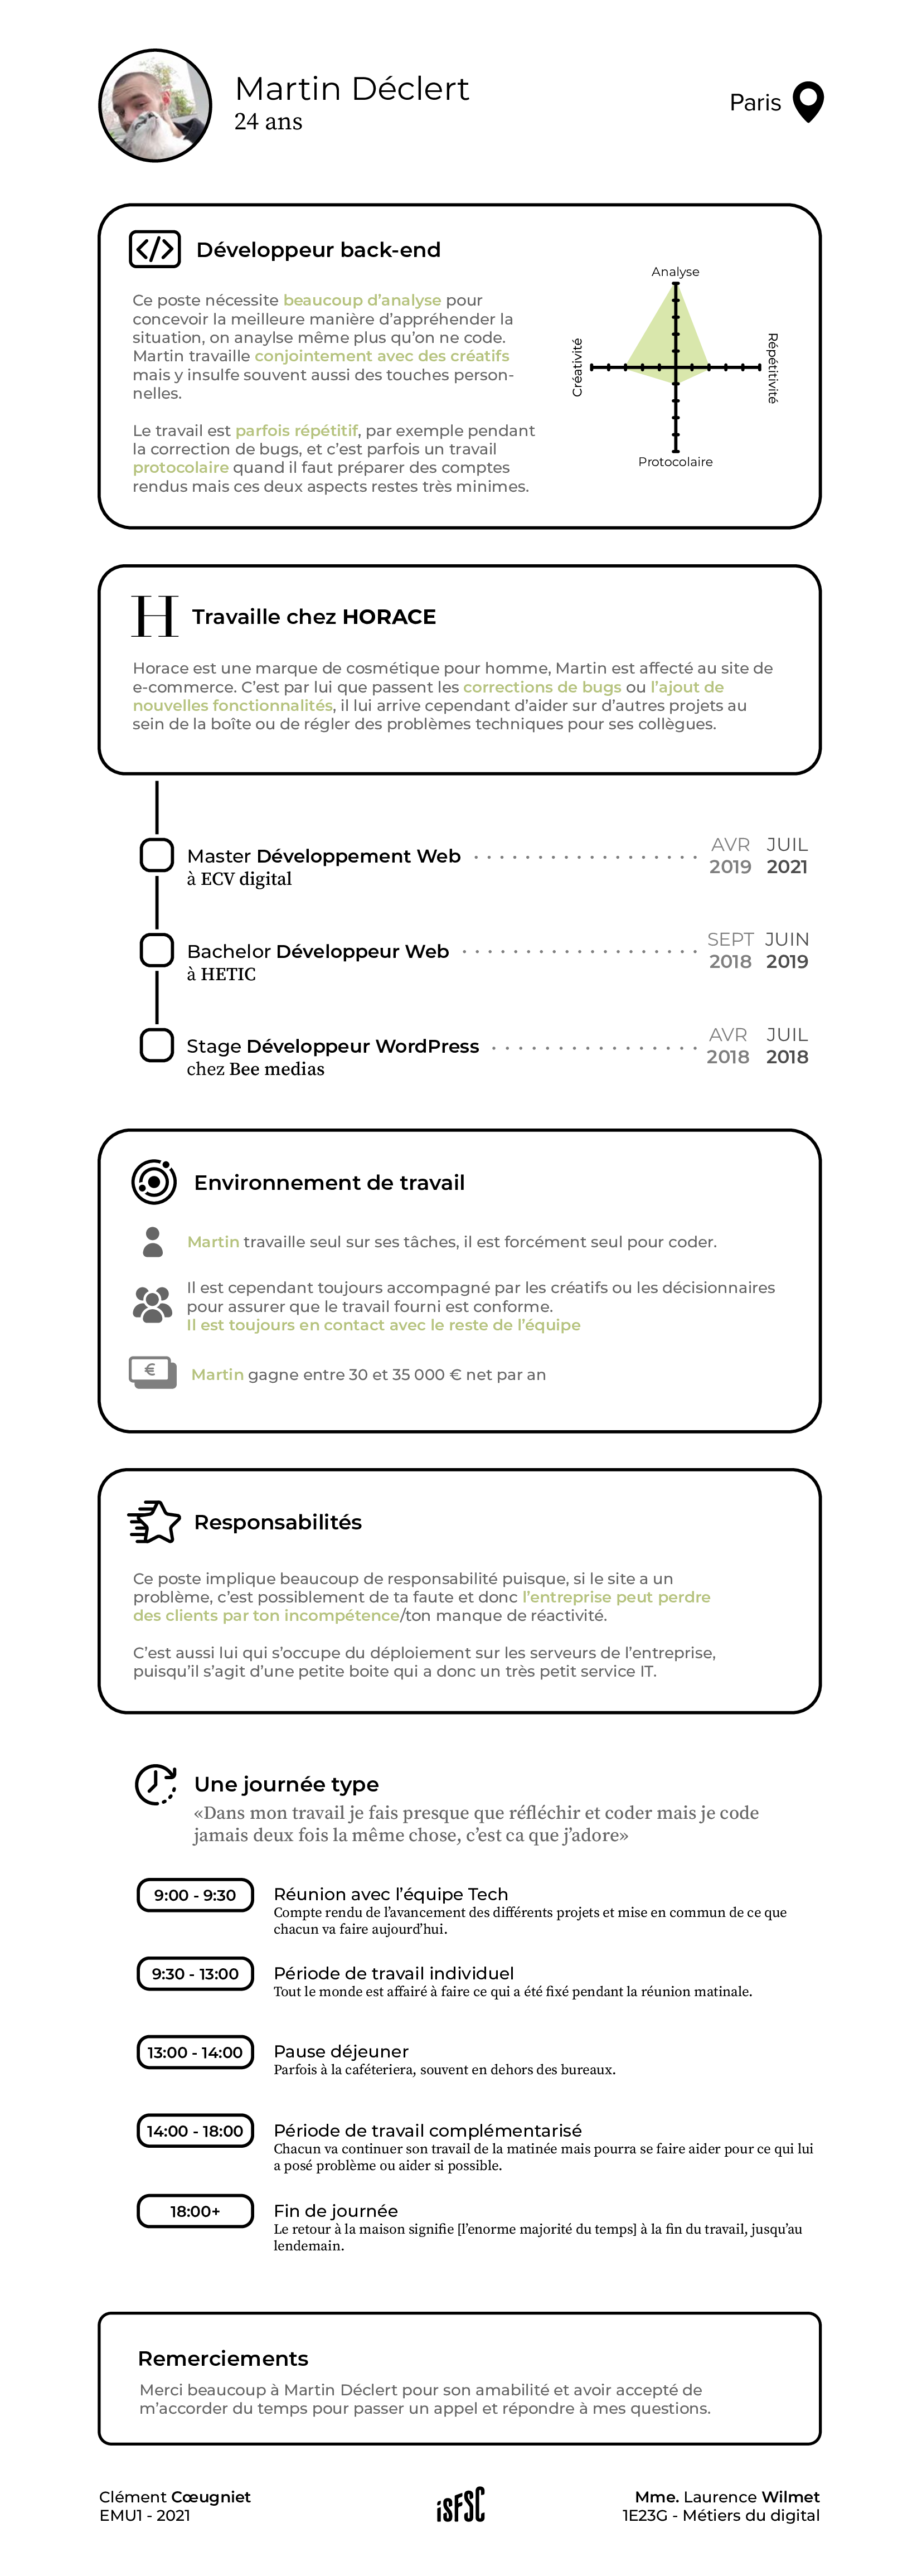 Martin Déclert
24 ans
Paris
Développeur back-end
Ce poste nécessite beaucoup d’analyse pour
concevoir la meilleure manière d’appréhender la
situation, on anaylse même plus qu’on ne code.
Martin travaille conjointement avec des créatifs
mais y insulfe souvent aussi des touches person-
nelles.
Le travail est parfois répétitif, par exemple pendant
la correction de bugs, et c’est parfois un travail
protocolaire quand il faut préparer des comptes
rendus mais ces deux aspects restes très minimes.
Analyse
Créativité
Répétitivité
Protocolaire
H Travaille chez HORACE
Horace est une marque de cosmétique pour homme, Martin est affecté au site de
e-commerce. C’est par lui que passent les corrections de bugs ou l’ajout de
nouvelles fonctionnalités, il lui arrive cependant d’aider sur d’autres projets au
sein de la boîte ou de régler des problèmes techniques pour ses collègues.
Master Développement Web
à ECV digital
AVR JUIL
2019 2021
Bachelor Développeur Web
à HETIC
SEPT JUIN
2018 2019
Stage Développeur WordPress
chez Bee medias
AVR JUIL
2018 2018
Environnement de travail
Martin travaille seul sur ses tâches, il est forcément seul pour coder.
Il est cependant toujours accompagné par les créatifs ou les décisionnaires
pour assurer que le travail fourni est conforme.
Il est toujours en contact avec le reste de l’équipe
€
Martin gagne entre 30 et 35 000 € net par an
Responsabilités
Ce poste implique beaucoup de responsabilité puisque, si le site a un
problème, c’est possiblement de ta faute et donc l’entreprise peut perdre
des clients par ton incompétence/ton manque de réactivité.
C’est aussi lui qui s’occupe du déploiement sur les serveurs de l’entreprise,
puisqu’il s’agit d’une petite boite qui a donc un très petit service IT.
Une journée type
«Dans mon travail je fais presque que réfléchir et coder mais je code
jamais deux fois la même chose, c’est ca que j’adore»
9:00 - 9:30
Réunion avec l’équipe Tech
Compte rendu de l’avancement des différents projets et mise en commun de ce que
chacun va faire aujourd’hui.
9:30 - 13:00
Période de travail individuel
Tout le monde est affairé à faire ce qui a été fixé pendant la réunion matinale.
13:00 - 14:00
Pause déjeuner
Parfois à la caféteriera, souvent en dehors des bureaux.
14:00 - 18:00
Période de travail complémentarisé
Chacun va continuer son travail de la matinée mais pourra se faire aider pour ce qui lui
a posé problème ou aider si possible.
18:00+
Fin de journée
Le retour à la maison signifie [l’enorme majorité du temps] à la fin du travail, jusqu’au
lendemain.
Remerciements
Merci beaucoup à Martin Déclert pour son amabilité et avoir accepté de
m’accorder du temps pour passer un appel et répondre à mes questions.
Clément Cœugniet
EMU1 - 2021
iSFSC
Mme. Laurence Wilmet
1E23G - Métiers du digital